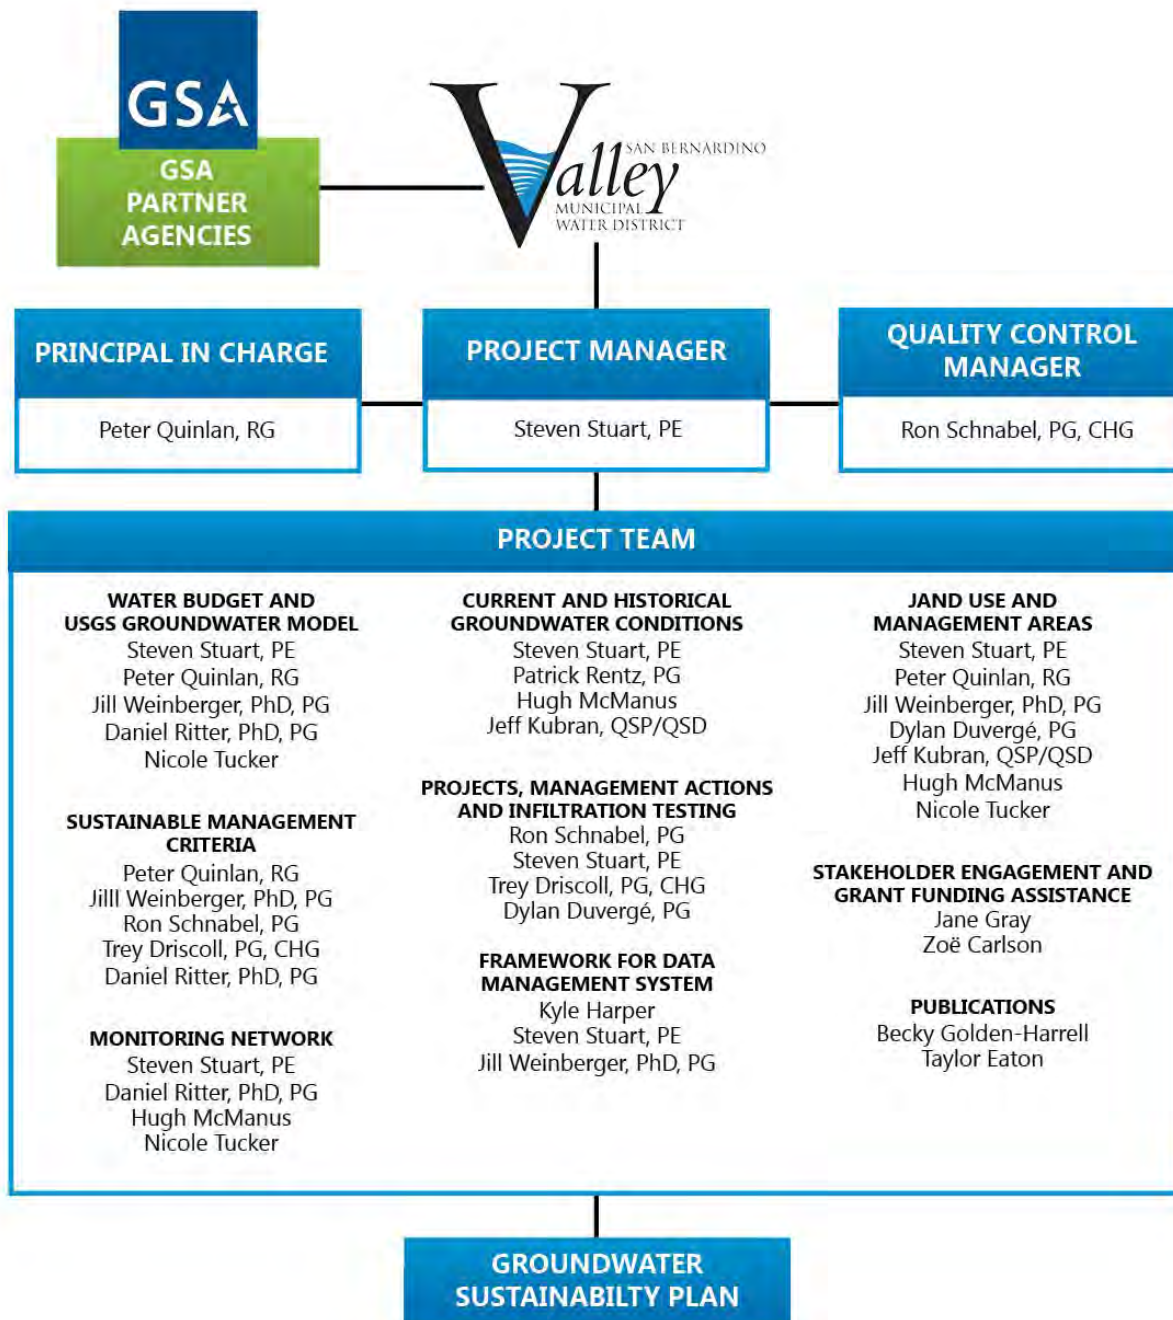 GSA
GSA
PARTNER
AGENCIES
SAN BERNARDINO
Valley
MUNICIPAL
WATER DISTRICT
PRINCIPAL IN CHARGE
Peter Quinlan, RG
PROJECT MANAGER
Steven Stuart, PE
QUALITY CONTROL
MANAGER
Ron Schnabel, PG, CHG
PROJECT TEAM
WATER BUDGET AND
USGS GROUNDWATER MODEL
Steven Stuart, PE
Peter Quinlan, RG
Jill Weinberger, PhD, PG
Daniel Ritter, PhD, PG
Nicole Tucker
SUSTAINABLE MANAGEMENT
CRITERIA
Peter Quinlan, RG
Jilll Weinberger, PhD, PG
Ron Schnabel, PG
Trey Driscoll, PG, CHG
Daniel Ritter, PhD, PG
MONITORING NETWORK
Steven Stuart, PE
Daniel Ritter, PhD, PG
Hugh McManus
Nicole Tucker
CURRENT AND HISTORICAL
GROUNDWATER CONDITIONS
Steven Stuart, PE
Patrick Rentz, PG
Hugh McManus
Jeff Kubran, QSP/QSD
PROJECTS, MANAGEMENT ACTIONS
AND INFILTRATION TESTING
Ron Schnabel, PG
Steven Stuart, PE
Trey Driscoll, PG, CHG
Dylan Duvergé, PG
FRAMEWORK FOR DATA
MANAGEMENT SYSTEM
Kyle Harper
Steven Stuart, PE
Jill Weinberger, PhD, PG
JAND USE AND
MANAGEMENT AREAS
Steven Stuart, PE
Peter Quinlan, RG
Jill Weinberger, PhD, PG
Dylan Duvergé, PG
Jeff Kubran, QSP/QSD
Hugh McManus
Nicole Tucker
STAKEHOLDER ENGAGEMENT AND
GRANT FUNDING ASSISTANCE
Jane Gray
Zoë Carlson
PUBLICATIONS
Becky Golden-Harrell
Taylor Eaton
GROUNDWATER
SUSTAINABILTY PLAN